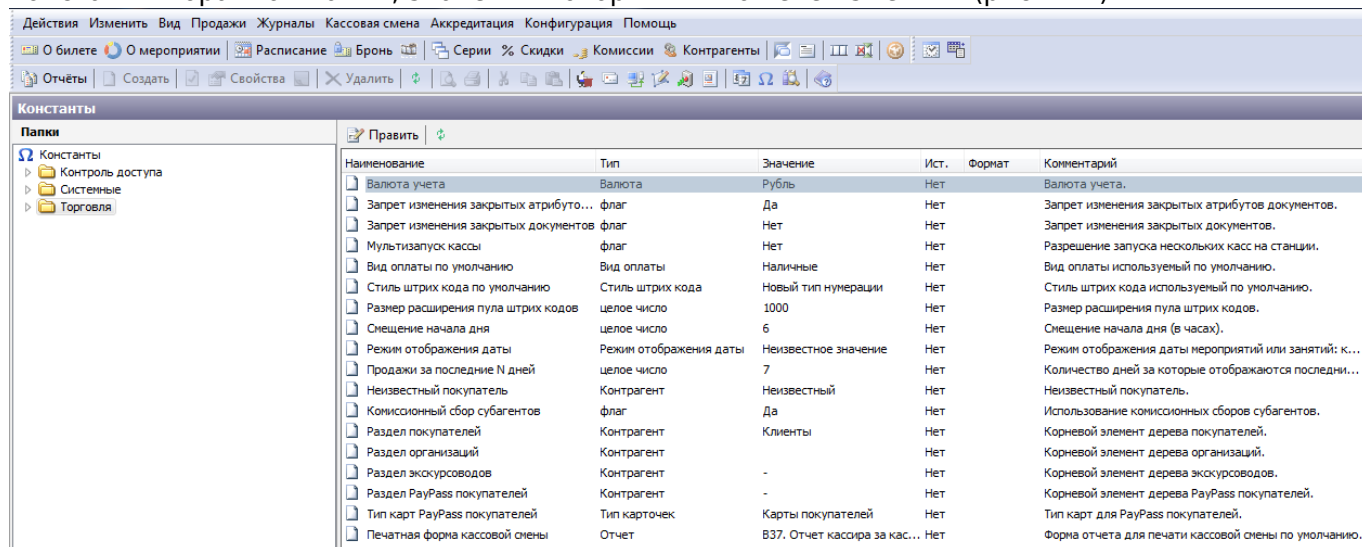 Действия Изменить Вид Продажи Журналы Кассовая смена Аккредитация Конфигурация Помощь
О билете О мероприятии Расписание Бронь Серии % Скидки Комиссии Контрагенты
Отчёты Создать Свойства Удалить
Константы
Папки Править
Константы
Контроль доступа
Системные
Торговля
Наименование Тип Значение Ист. Формат Комментарий
Валюта учета Валюта Рубль Нет Валюта учета.
Запрет изменения закрытых атрибуто... флаг Да Нет Запрет изменения закрытых атрибутов документов.
Запрет изменения закрытых документов флаг Нет Нет Запрет изменения закрытых документов.
Мультизапуск кассы флаг Нет Нет Разрешение запуска нескольких касс на станции.
Вид оплаты по умолчанию Вид оплаты Наличные Нет Вид оплаты используемый по умолчанию.
Стиль штрих кода по умолчанию Стиль штрих кода Новый тип нумерации Нет Стиль штрих кода используемый по умолчанию.
Размер расширения пула штрих кодов целое число 1000 Нет Размер расширения пула штрих кодов.
Смещение начала дня целое число 6 Нет Смещение начала дня (в часах).
Режим отображения даты Режим отображения даты Неизвестное значение Нет Режим отображения даты мероприятий или занятий: к...
Продажи за последние N дней целое число 7 Нет Количество дней за которые отображаются последни...
Неизвестный покупатель Контрагент Неизвестный Нет Неизвестный покупатель.
Комиссионный сбор субагентов флаг Да Нет Использование комиссионных сборов субагентов.
Раздел покупателей Контрагент Клиенты Нет Корневой элемент дерева покупателей.
Раздел организаций Контрагент Нет Корневой элемент дерева организаций.
Раздел экскурсоводов Контрагент - Нет Корневой элемент дерева экскурсоводов.
Раздел PayPass покупателей Контрагент - Нет Корневой элемент дерева PayPass покупателей.
Тип карт PayPass покупателей Тип карточек Карты покупателей Нет Тип карт для PayPass покупателей.
Печатная форма кассовой смены Отчет B37. Отчет кассира за кас... Нет Форма отчета для печати кассовой смены по умолчанию.